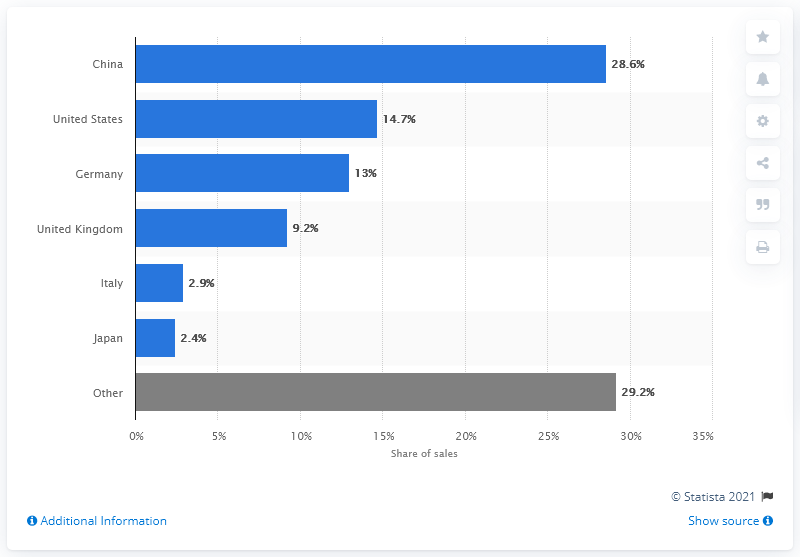 China 28.6%
United States 14.7%
Germany 13%
United Kingdom 9.2%
Italy 2.9%
Japan 2.4%
Other 29.2%
0% 5% 10% 15% 20% 25% 30% 35%
Share of sales
© Statista 2021
Additional Information Show source